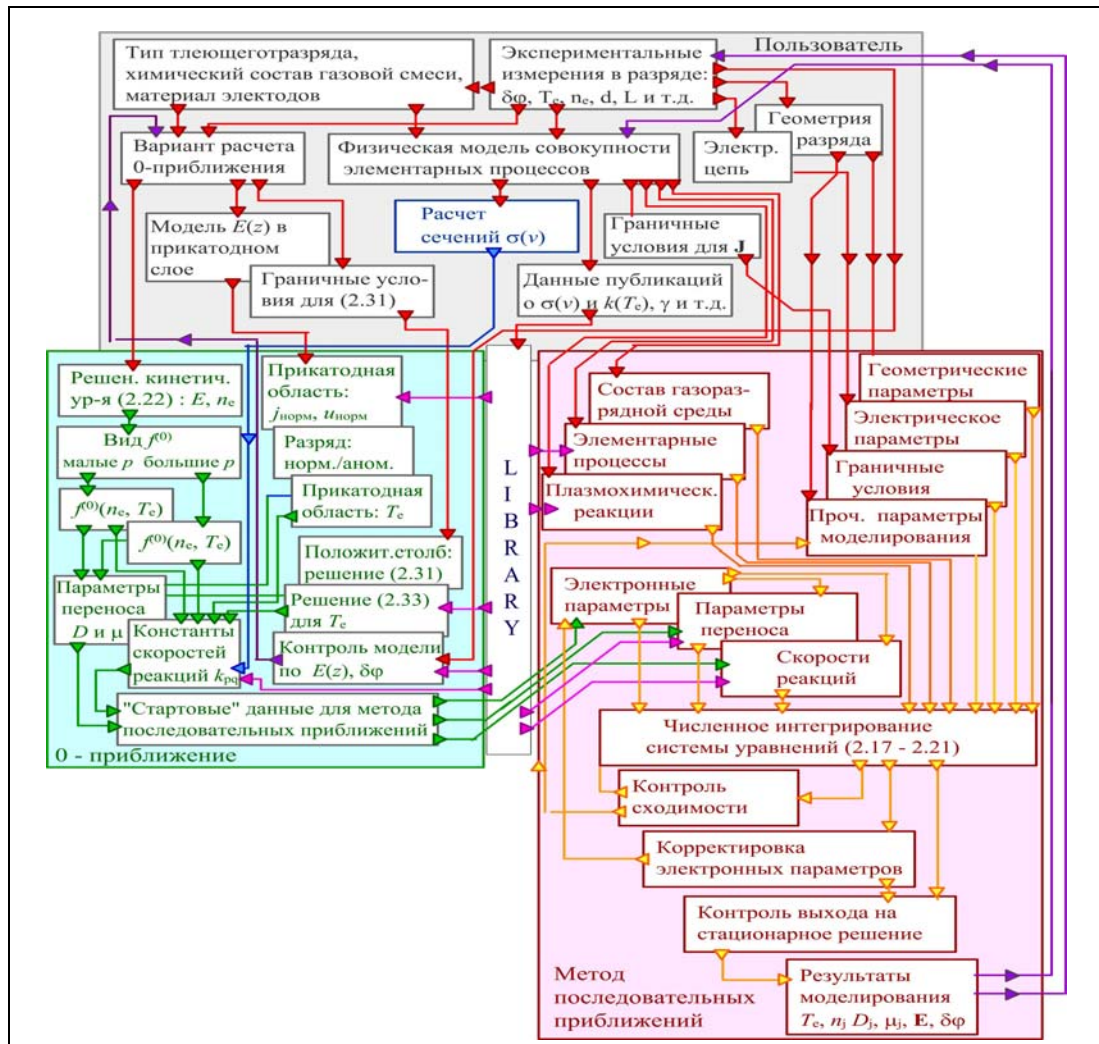 Пользователь
Тип тлеющеготразряда,
химический состав газовой смеси,
материал электодов
Экспериментальные
измерения в разряде:
δφ, Tₑ, nₑ, d, L и т.д.
Геометрия
разряда
Вариант расчета
0-приближения
Физическая модель совокупности
элементарных процессов
Электр.
цепь
Модель E(z) в
прикатодном
слое
Расчет
сечений σ(v)
Граничные
условия для J
Граничные усло-
вия для (2.31)
Данные публикаций
о σ(v) и k(Tₑ), γ и т.д.
Решен. кинетич.
ур-я (2.22) : E, nₑ
Прикатодная
область:
jнорм, uнорм
Вид f⁽⁰⁾
малые p большие p
Разряд:
норм./аном.
f⁽⁰⁾(nₑ, Tₑ)
Прикатодная
область: Tₑ
f⁽⁰⁾(nₑ, Tₑ)
Положит.столб:
решение (2.31)
Параметры
переноса
D и μ
Решение (2.33)
для Tₑ
Константы
скоростей
реакций kpq
Контроль модели
по E(z), δφ
"Стартовые" данные для метода
последовательных приближений
0 - приближение
LIBRARY
Состав газораз-
рядной среды
Геометрические
параметры
Элементарные
процессы
Электрическое
параметры
Плазмохимическ.
реакции
Граничные
условия
Проч. параметры
моделирования
Электронные
параметры
Параметры
переноса
Скорости
реакций
Численное интегрирование
системы уравнений (2.17 - 2.21)
Контроль
сходимости
Корректировка
электронных параметров
Контроль выхода на
стационарное решение
Метод
последовательных
приближений
Результаты
моделирования
Tₑ, nⱼ Dⱼ, μⱼ, E, δφ